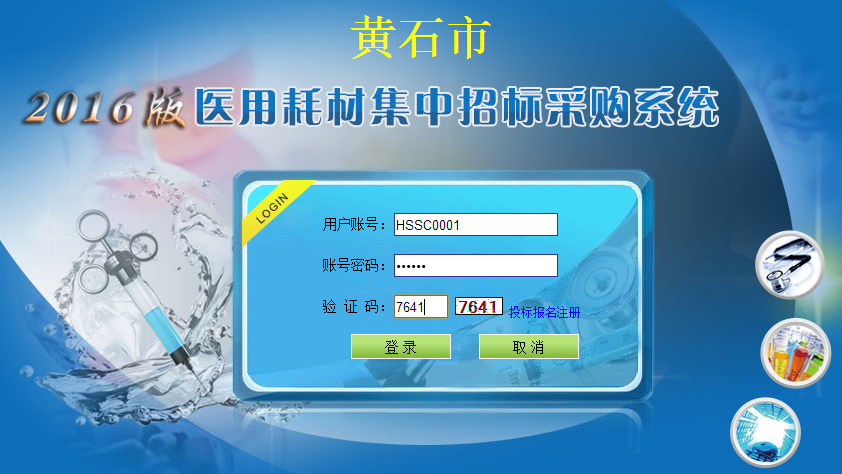 黄石市
2016版 医用耗材集中招标采购系统
LOGIN
用户账号： HSSC0001
账号密码： ••••••
验 证 码： 7641 7641 投标报名注册
登 录 取 消